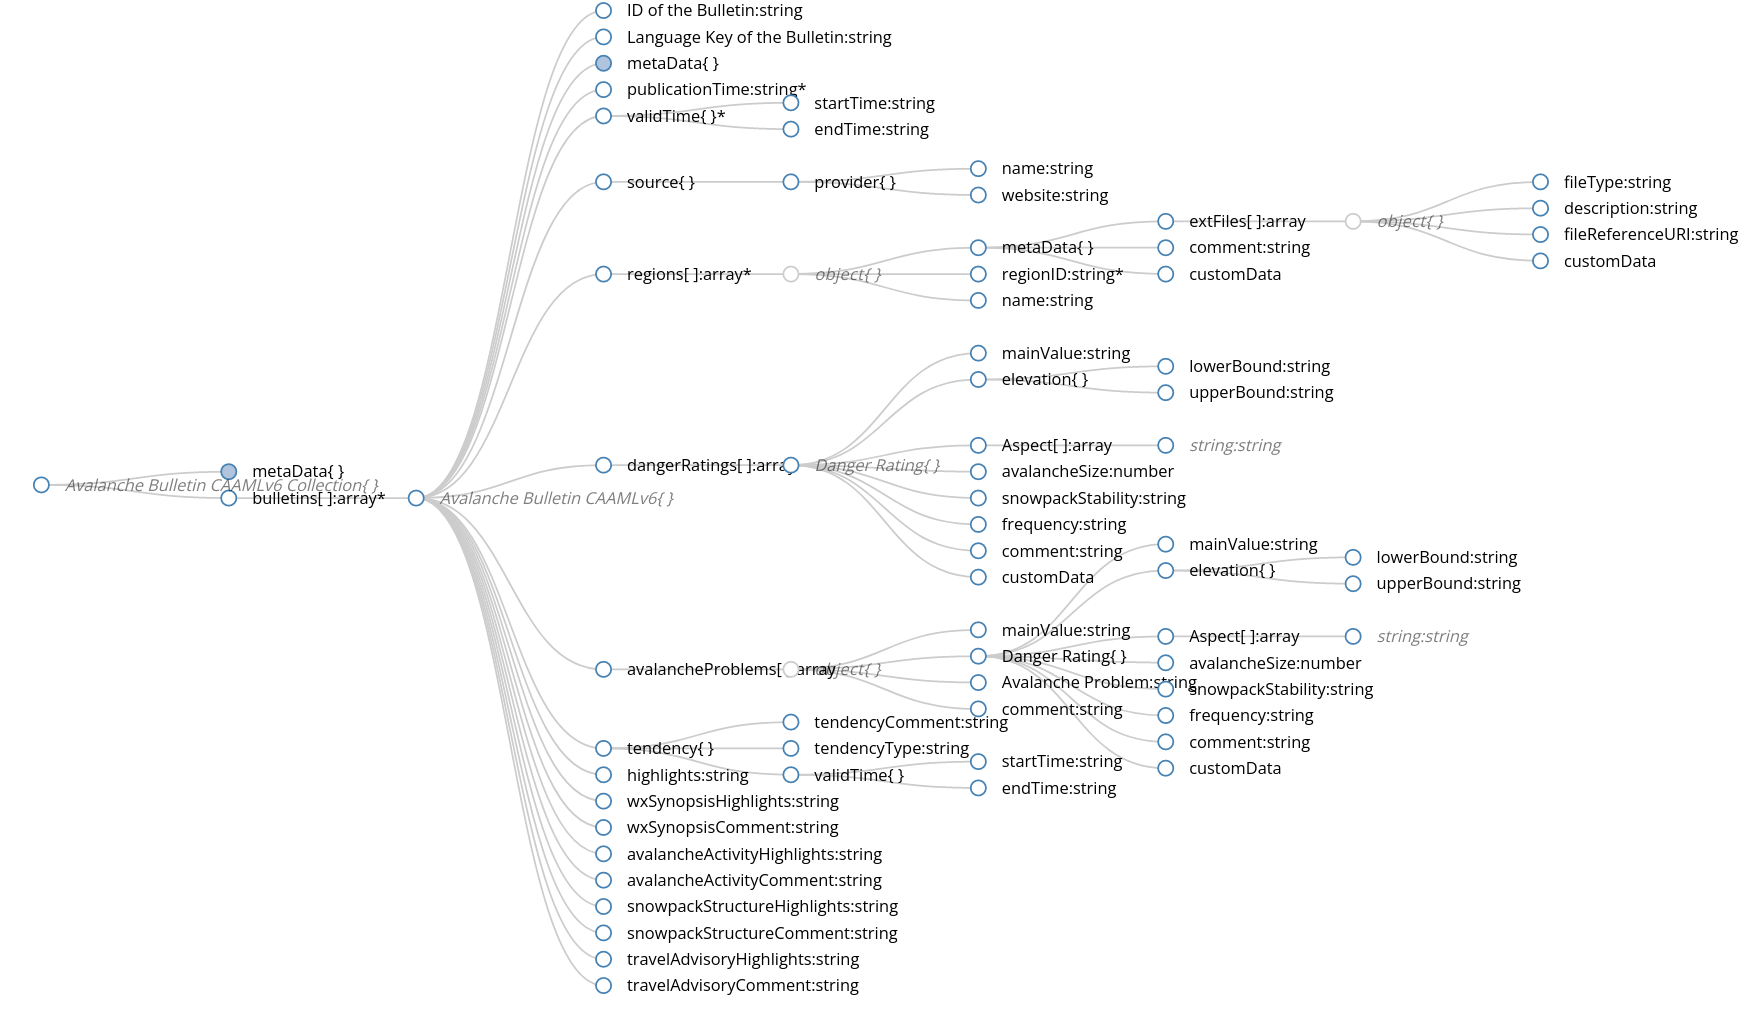 ID of the Bulletin:string
Language Key of the Bulletin:string
metaData{ }
publicationTime:string*
validTime{ }*
startTime:string
endTime:string
source{ }
provider{ }
name:string
website:string
regions[ ]:array*
object{ }
metaData{ }
extFiles[ ]:array
object{ }
fileType:string
description:string
fileReferenceURI:string
customData
comment:string
customData
regionID:string*
name:string
Avalanche Bulletin CAAMLv6 Collection{ }
metaData{ }
bulletins[ ]:array*
Avalanche Bulletin CAAMLv6{ }
dangerRatings[ ]:array
Danger Rating{ }
mainValue:string
elevation{ }
lowerBound:string
upperBound:string
Aspect[ ]:array
string:string
avalancheSize:number
snowpackStability:string
frequency:string
comment:string
customData
avalancheProblems[ ]:array
object{ }
mainValue:string
Danger Rating{ }
mainValue:string
elevation{ }
lowerBound:string
upperBound:string
Aspect[ ]:array
string:string
avalancheSize:number
snowpackStability:string
frequency:string
comment:string
customData
Avalanche Problem:string
comment:string
tendency{ }
tendencyComment:string
tendencyType:string
validTime{ }
startTime:string
endTime:string
highlights:string
wxSynopsisHighlights:string
wxSynopsisComment:string
avalancheActivityHighlights:string
avalancheActivityComment:string
snowpackStructureHighlights:string
snowpackStructureComment:string
travelAdvisoryHighlights:string
travelAdvisoryComment:string